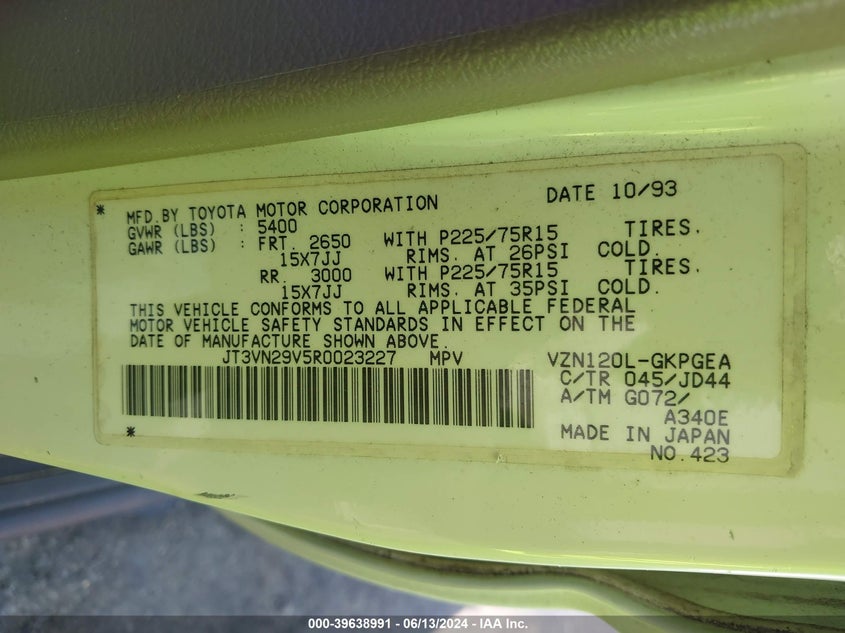 * MFD.BY TOYOTA MOTOR CORPORATION DATE 10/93
GVWR (LBS) : 5400
GAWR (LBS) : FRT. 2650 WITH P225/75R15 TIRES.
15X7JJ RIMS. AT 26PSI COLD.
RR. 3000 WITH P225/75R15 TIRES.
15X7JJ RIMS. AT 35PSI COLD.
THIS VEHICLE CONFORMS TO ALL APPLICABLE FEDERAL
MOTOR VEHICLE SAFETY STANDARDS IN EFFECT ON THE
DATE OF MANUFACTURE SHOWN ABOVE.
JT3VN29V5R0023227 MPV VZN120L-GKPGEA
C/TR 045/JD44
A/TM G072/
A340E
* MADE IN JAPAN
NO.423
000-39638991 - 06/13/2024 - IAA Inc.